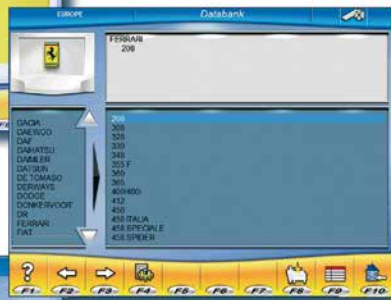 EUROPE
Databank
FERRARI
208
DACIA
DAEWOO
DAF
DAIHATSU
DAIMLER
DATSUN
DE TOMASO
DERWAYS
DODGE
DONKERVOORT
DR
FERRARI
FIAT
208
308
328
348
355 F
360
365
400/400i
412
456
458 ITALIA
458 SPECIALE
458 SPIDER
F1
F2
F3
F4
F5
F6
F7
F8
F9
F10